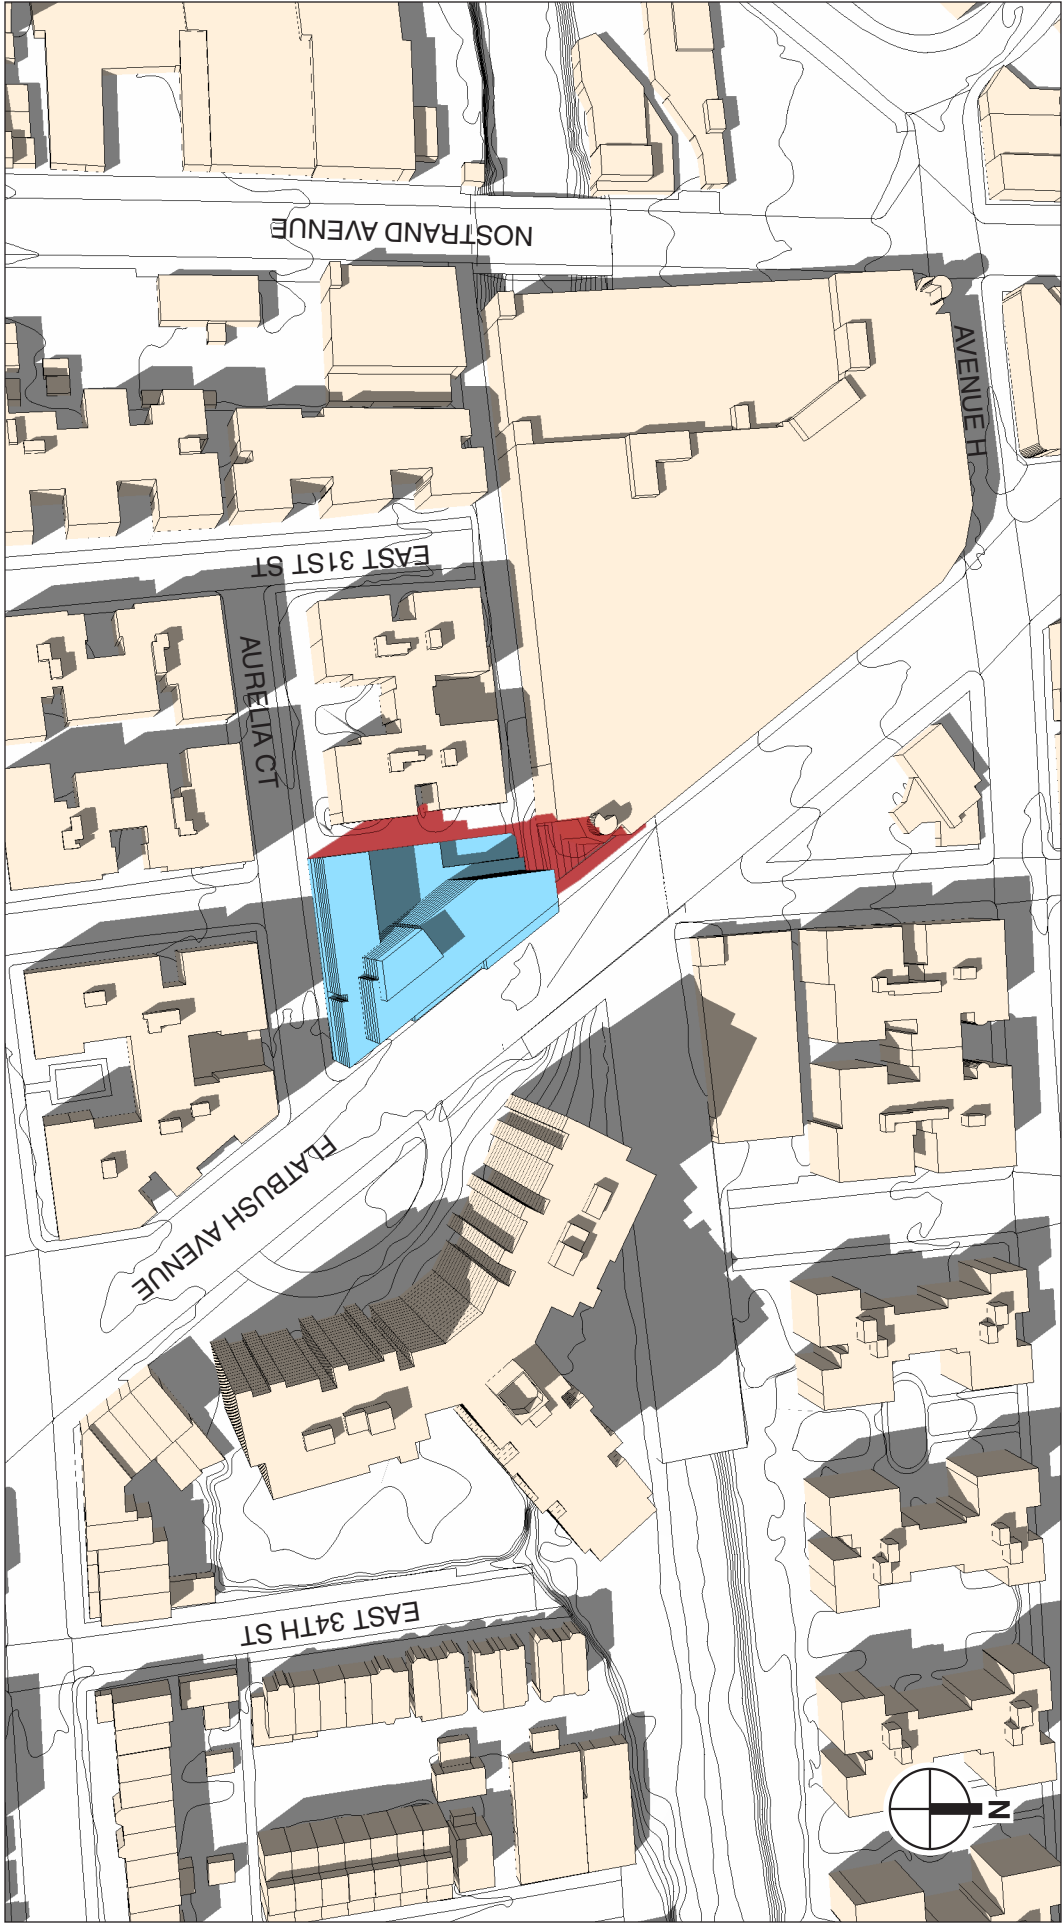 NOSTRAND AVENUE
AVENUE H
EAST 31ST ST
AURELIA CT
FLATBUSH AVENUE
EAST 34TH ST
N